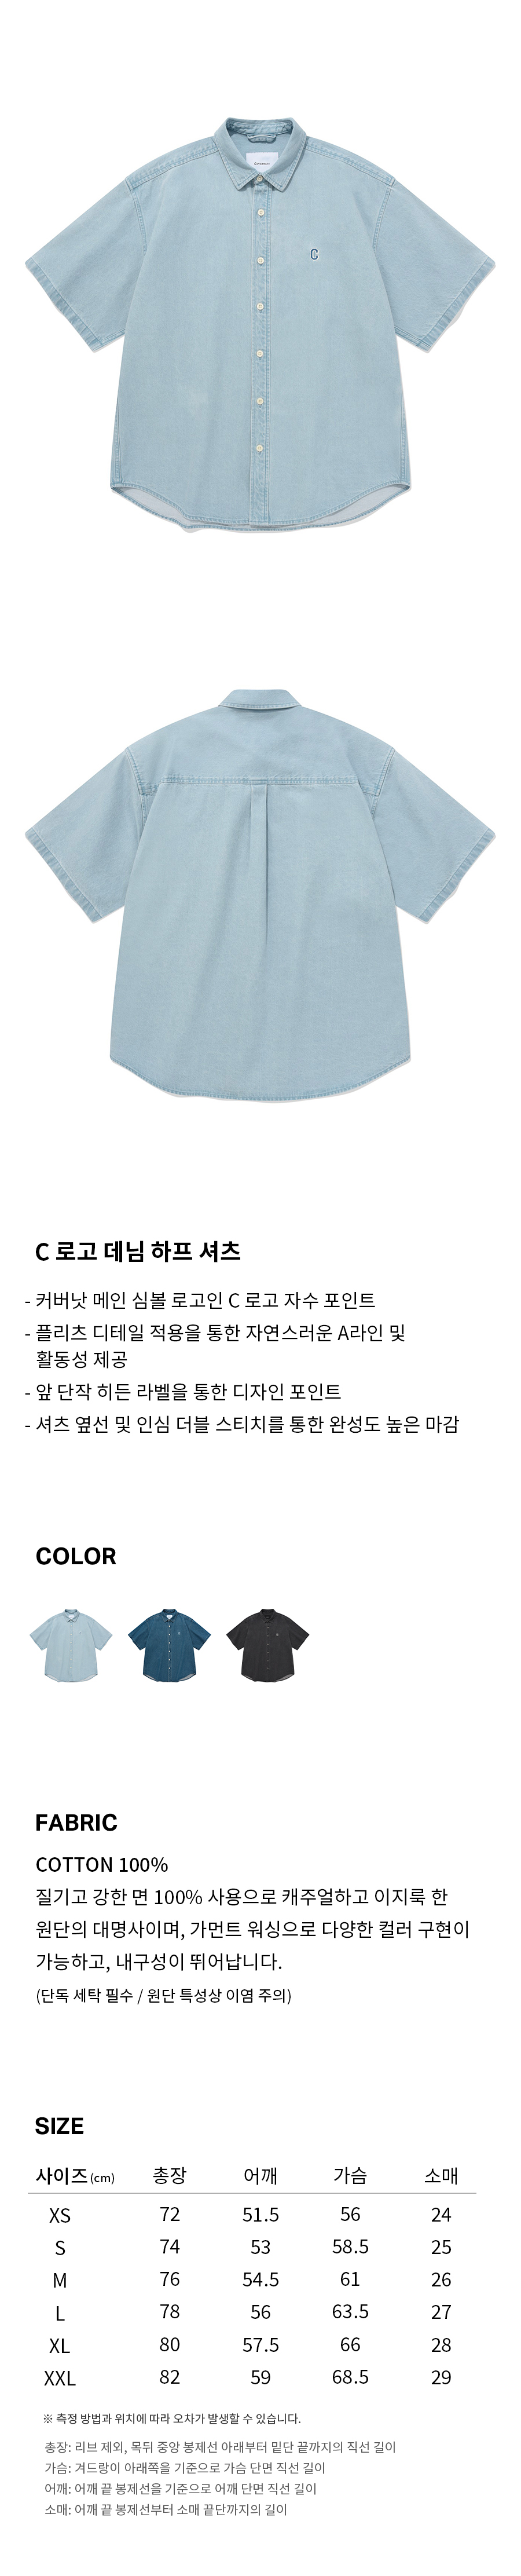 C
C 로고 데님 하프 셔츠
- 커버낫 메인 심볼 로고인 C 로고 자수 포인트
- 플리츠 디테일 적용을 통한 자연스러운 A라인 및
활동성 제공
- 앞 단작 히든 라벨을 통한 디자인 포인트
- 셔츠 옆선 및 인심 더블 스티치를 통한 완성도 높은 마감
COLOR
FABRIC
COTTON 100%
질기고 강한 면 100% 사용으로 캐주얼하고 이지룩 한
원단의 대명사이며, 가먼트 워싱으로 다양한 컬러 구현이
가능하고, 내구성이 뛰어납니다.
(단독 세탁 필수 / 원단 특성상 이염 주의)
SIZE
사이즈(cm) 총장 어깨 가슴 소매
XS 72 51.5 56 24
S 74 53 58.5 25
M 76 54.5 61 26
L 78 56 63.5 27
XL 80 57.5 66 28
XXL 82 59 68.5 29
※ 측정 방법과 위치에 따라 오차가 발생할 수 있습니다.
총장: 리브 제외, 목뒤 중앙 봉제선 아래부터 밑단 끝까지의 직선 길이
가슴: 겨드랑이 아래쪽을 기준으로 가슴 단면 직선 길이
어깨: 어깨 끝 봉제선을 기준으로 어깨 단면 직선 길이
소매: 어깨 끝 봉제선부터 소매 끝단까지의 길이